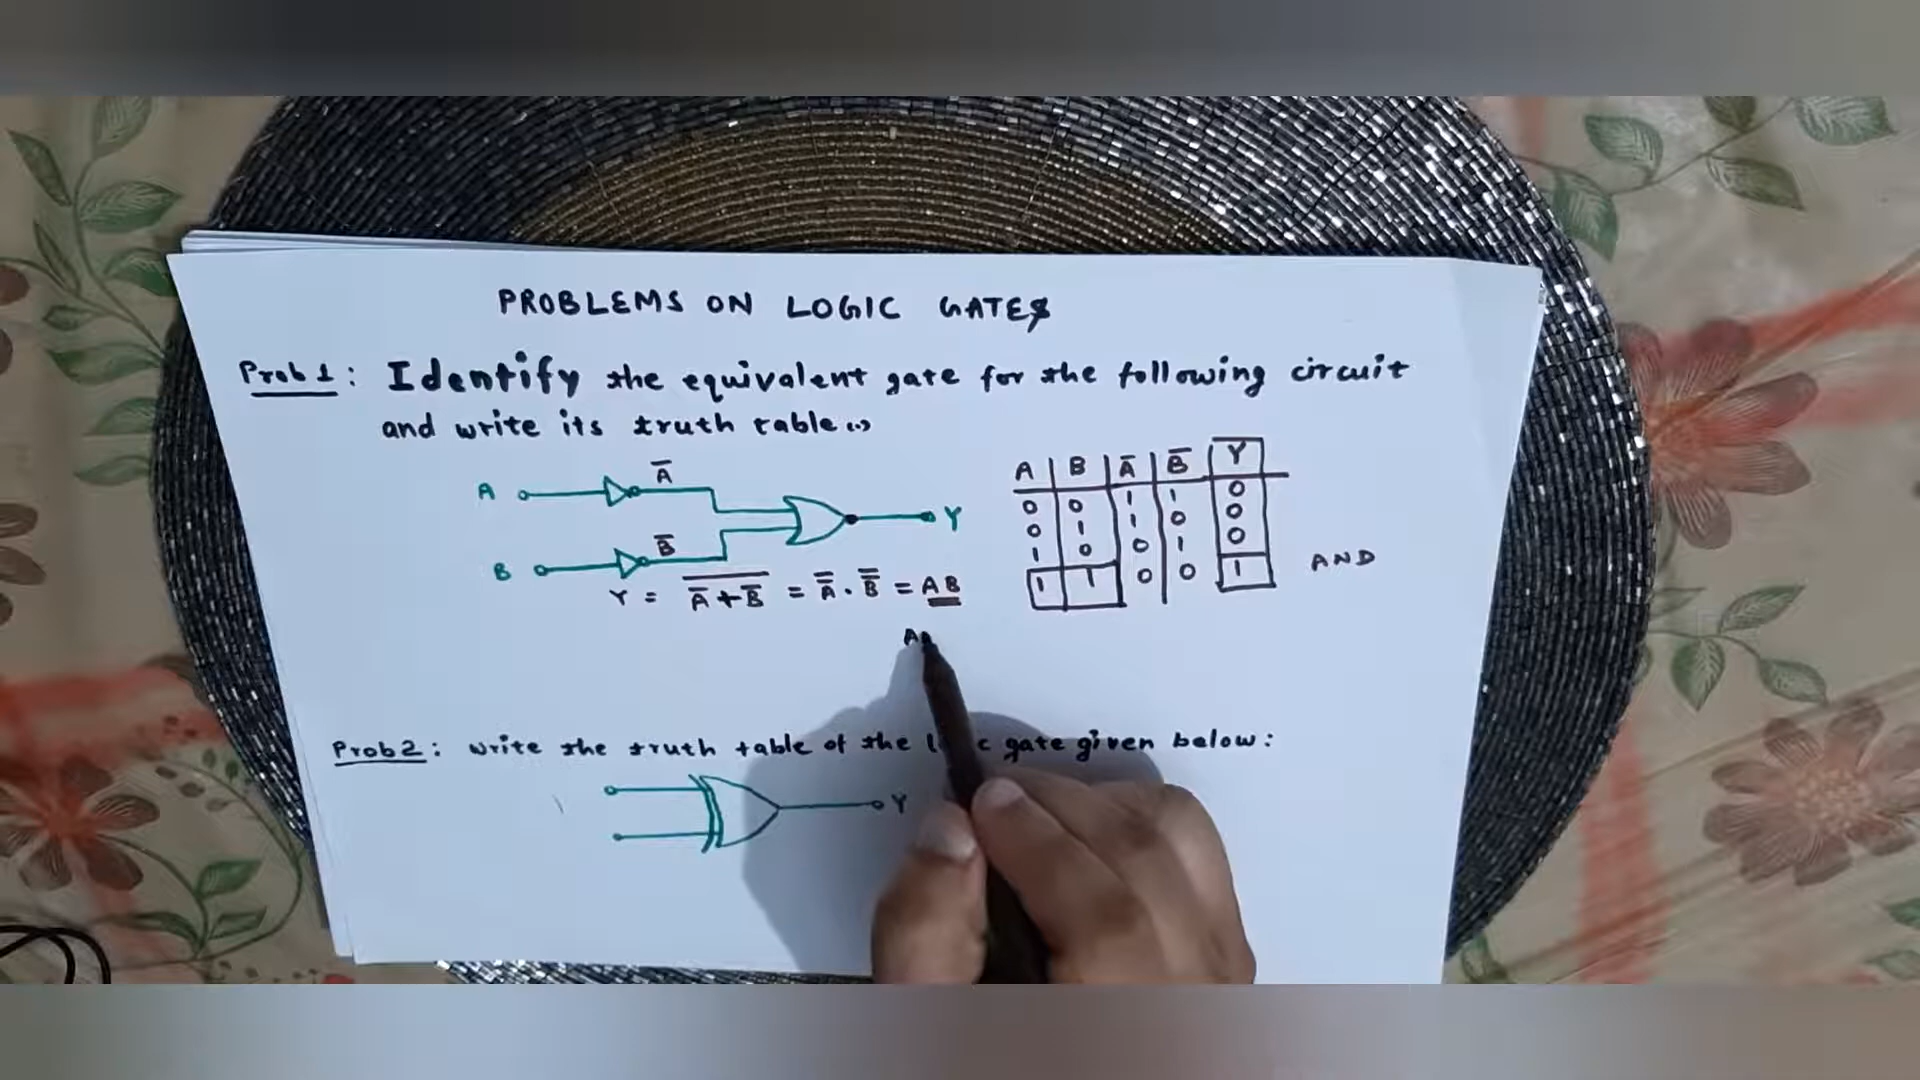 PROBLEMS ON LOGIC GATES
Prob 1: Identify the equivalent gate for the following circuit
and write its truth table.
A Ā
B B̅ Y
Y = \overline{A̅ + B̅} = A̿ . B̿ = AB
A B A̅ B̅ Y
0 0 1 1 0
0 1 1 0 0
1 0 0 1 0
1 1 0 0 1
AND
Prob 2: Write the truth table of the gate given below:
Y